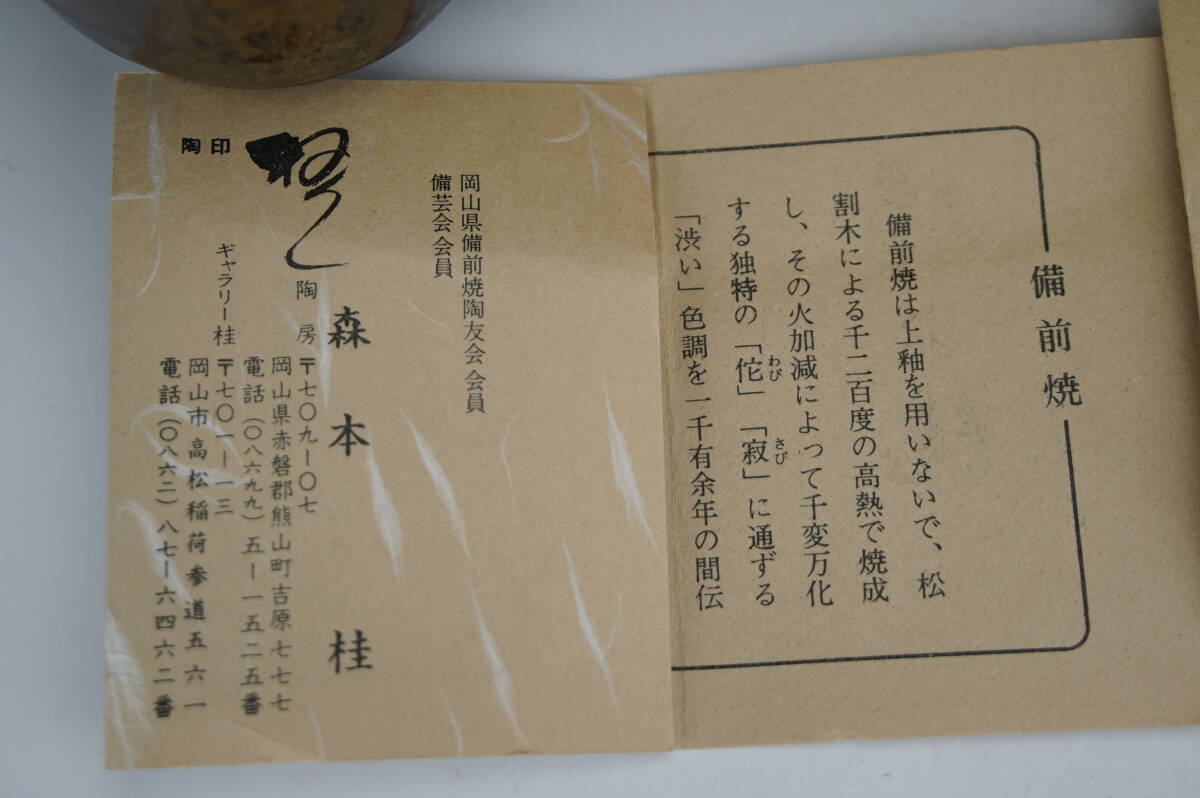 備前焼
備前焼は上釉を用いないで、松
割木による千二百度の高熱で焼成
し、その火加減によって千変万化
する独特の「佗」「寂」に通ずる
わび
さび
「渋い」色調を一千有余年の間伝
岡山県備前焼陶友会会員
備芸会会員
森本桂
陶印
陶房
〒七〇九ー〇七
岡山県赤磐郡熊山町吉原七七七
電話(〇八六九九)五ー一五二五番
ギャラリー桂
〒七〇一ー一三
岡山市高松稲荷参道五六一
電話(〇八六二)八七ー六四六二番